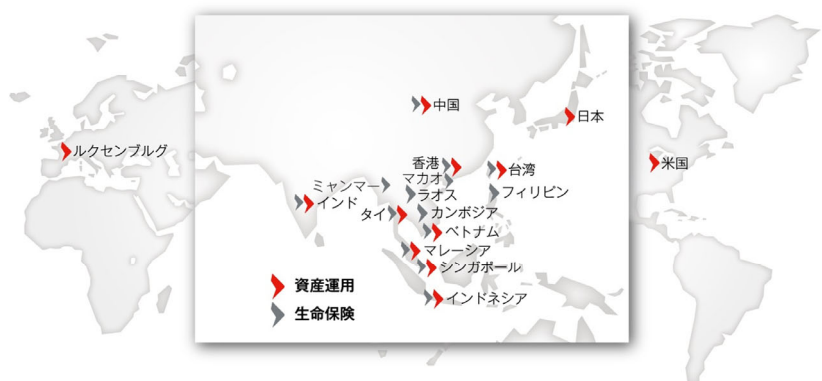 中国
日本
ルクセンブルグ
香港
台湾
米国
マカオ
ミャンマー
ラオス
フィリピン
インド
タイ
カンボジア
ベトナム
マレーシア
シンガポール
資産運用
インドネシア
生命保険